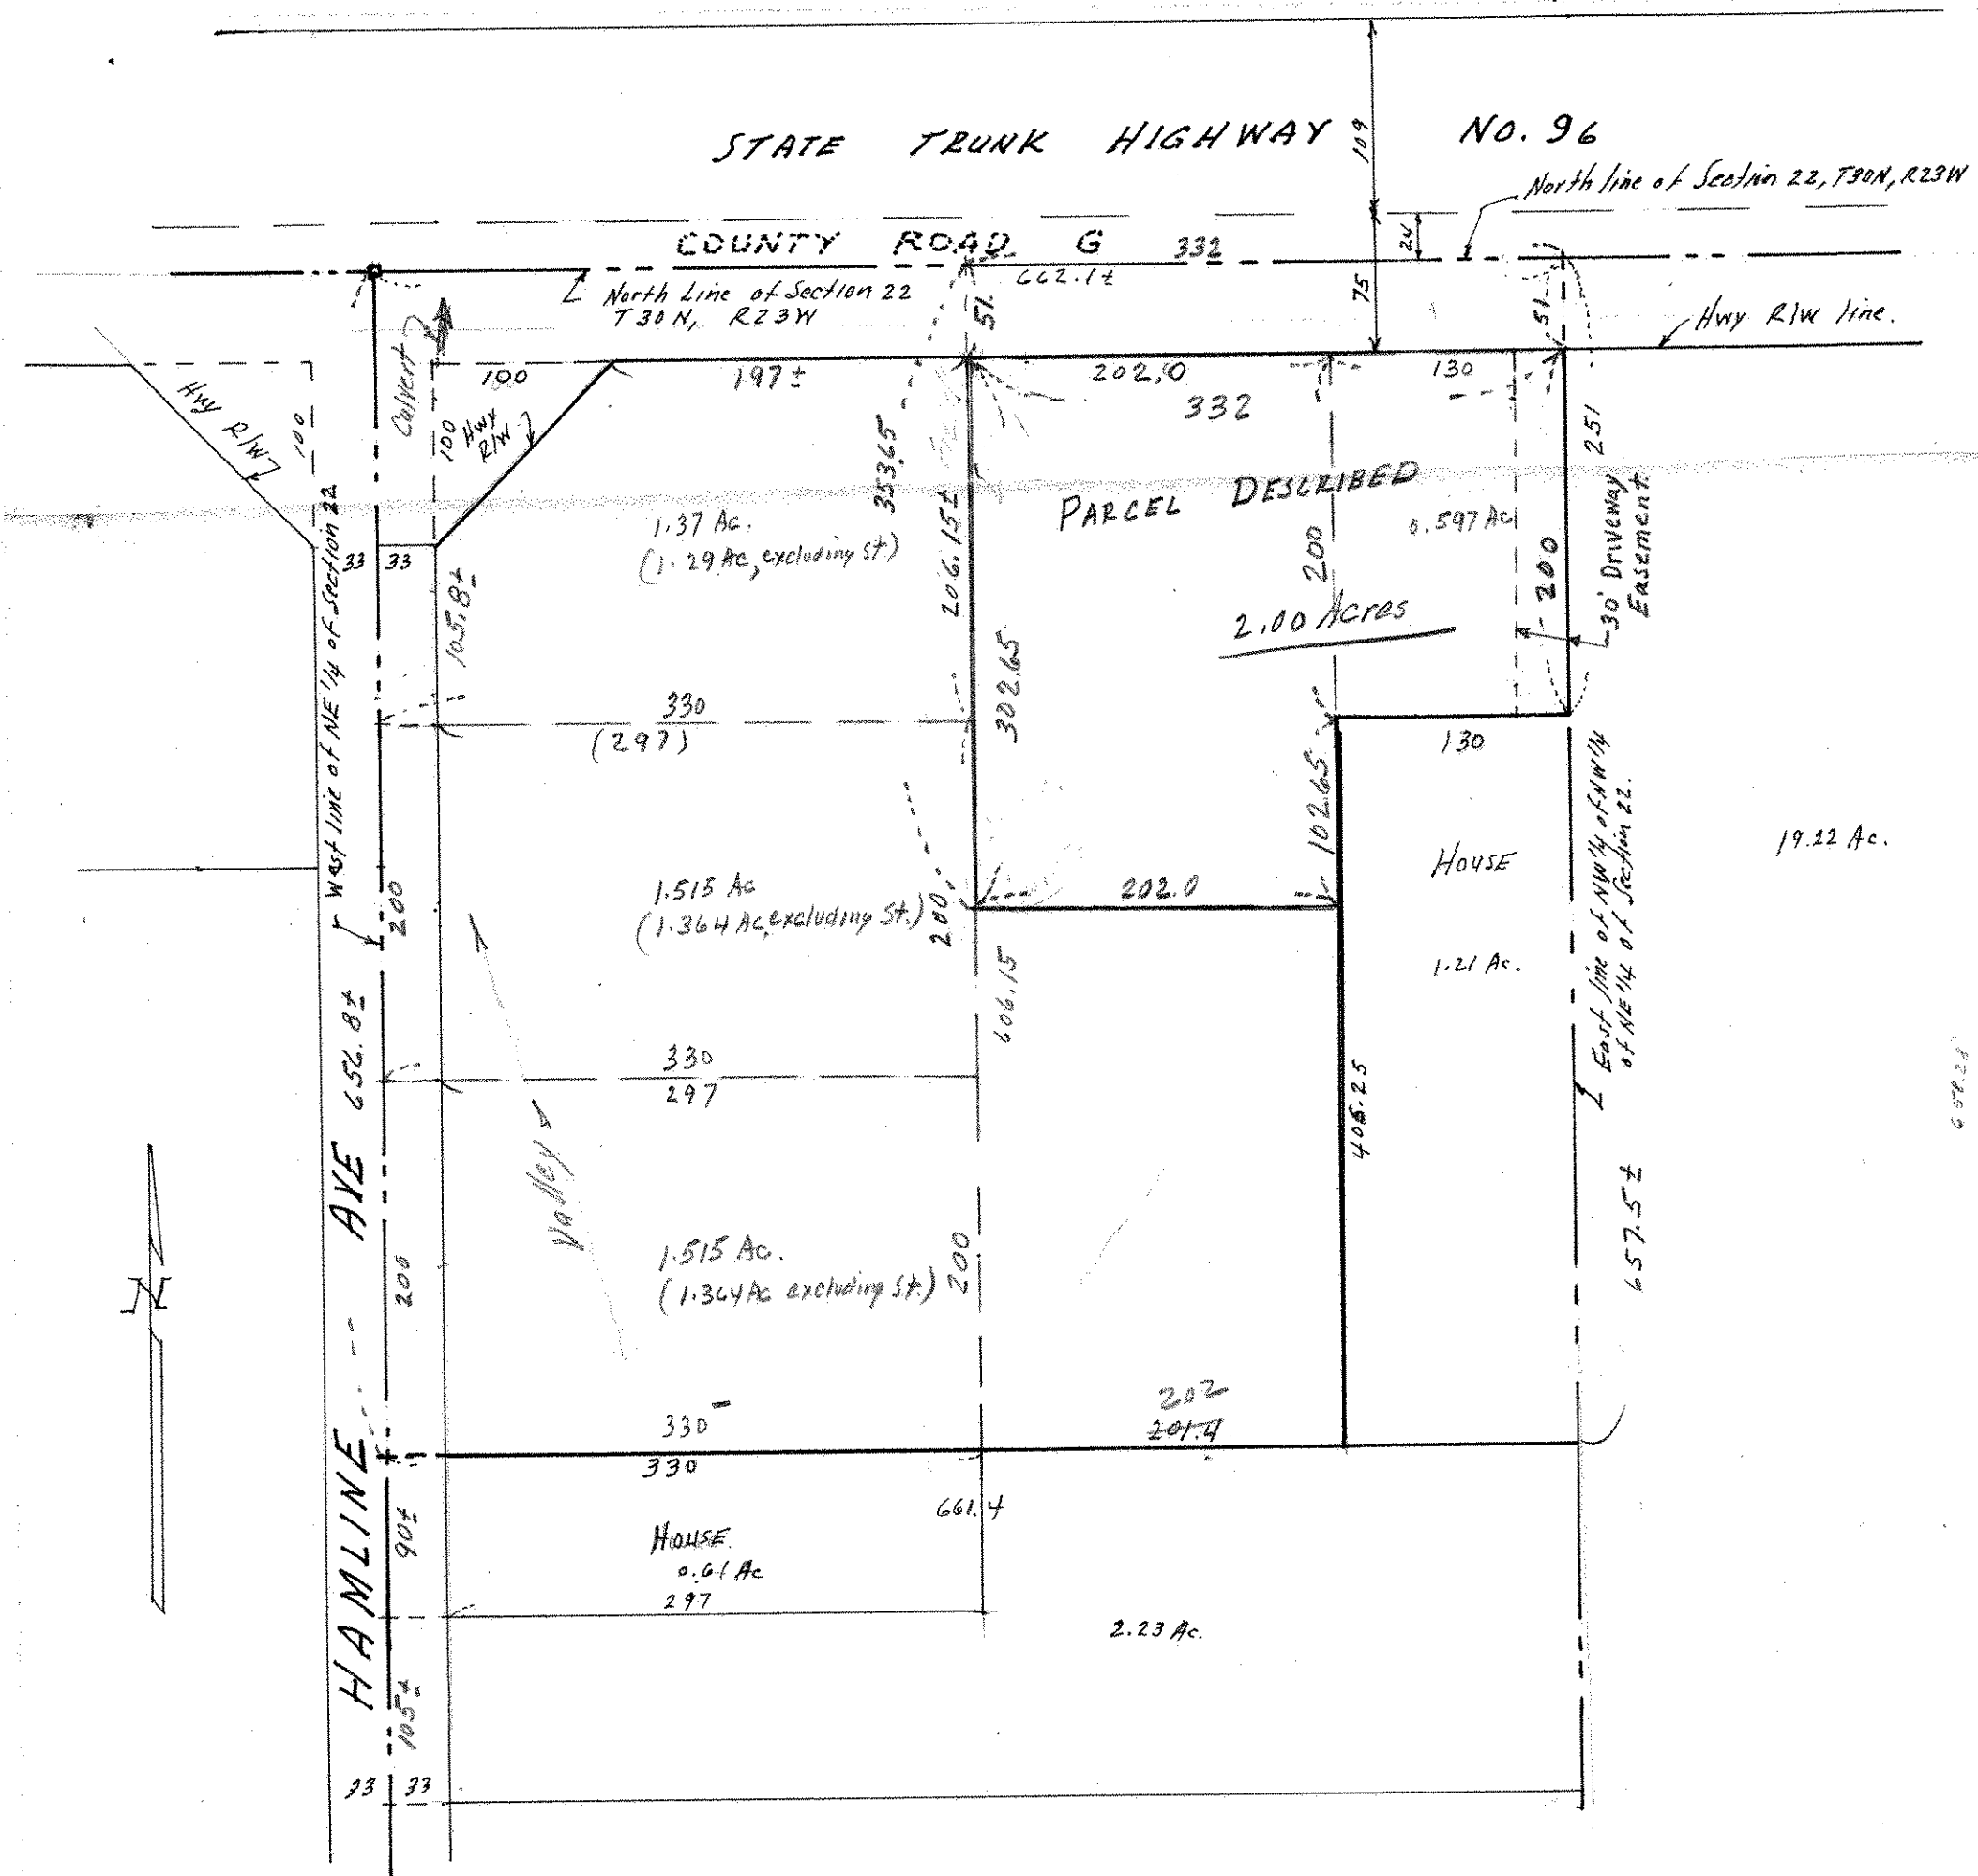 STATE TRUNK HIGHWAY NO. 96
109
North line of Section 22, T30N, R23W
COUNTY ROAD G 332
24
662.1±
North Line of Section 22
T30N, R23W
51
75
51
Hwy R/W line.
Culvert
100
197±
202.0
130
332
Hwy R/W
100
100
Hwy
R/W
353.65
251
PARCEL DESCRIBED
1.37 Ac.
(1.29 Ac, excluding st)
206.15±
200
0.597 Ac
200
30' Driveway
Easement.
33 33
105.8±
2.00 Acres
West line of NE 1/4 of Section 22
302.65
330
(297)
102.65
130
East line of NW 1/4 of NW 1/4
of NE 1/4 of Section 22.
HOUSE
19.22 Ac.
200
1.515 Ac
(1.364 Ac, excluding St.)
200
202.0
1.21 Ac.
606.15
656.8±
330
297
406.25
658.28
Valley
657.5±
200
1.515 Ac.
(1.364 Ac excluding St.)
200
N
330
202
201.4
330
HAMLINE AVE
90±
661.4
HOUSE
0.61 Ac
297
2.23 Ac.
105±
33 33